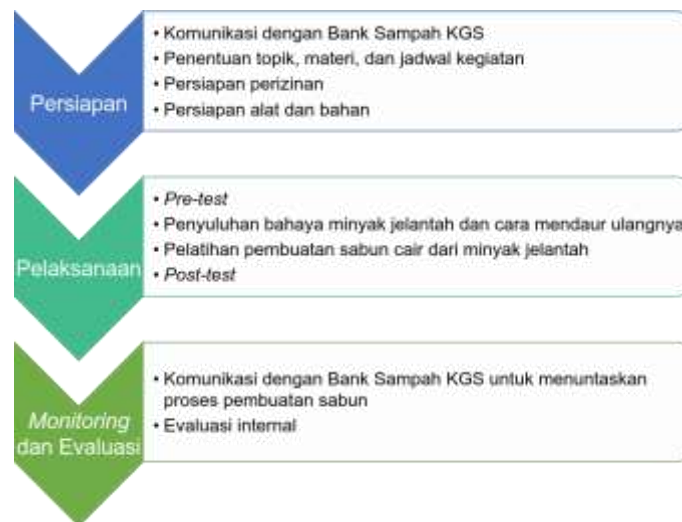 Persiapan
• Komunikasi dengan Bank Sampah KGS
• Penentuan topik, materi, dan jadwal kegiatan
• Persiapan perizinan
• Persiapan alat dan bahan
Pelaksanaan
• Pre-test
• Penyuluhan bahaya minyak jelantah dan cara mendaur ulangnya
• Pelatihan pembuatan sabun cair dari minyak jelantah
• Post-test
Monitoring
dan Evaluasi
• Komunikasi dengan Bank Sampah KGS untuk menuntaskan
proses pembuatan sabun
• Evaluasi internal